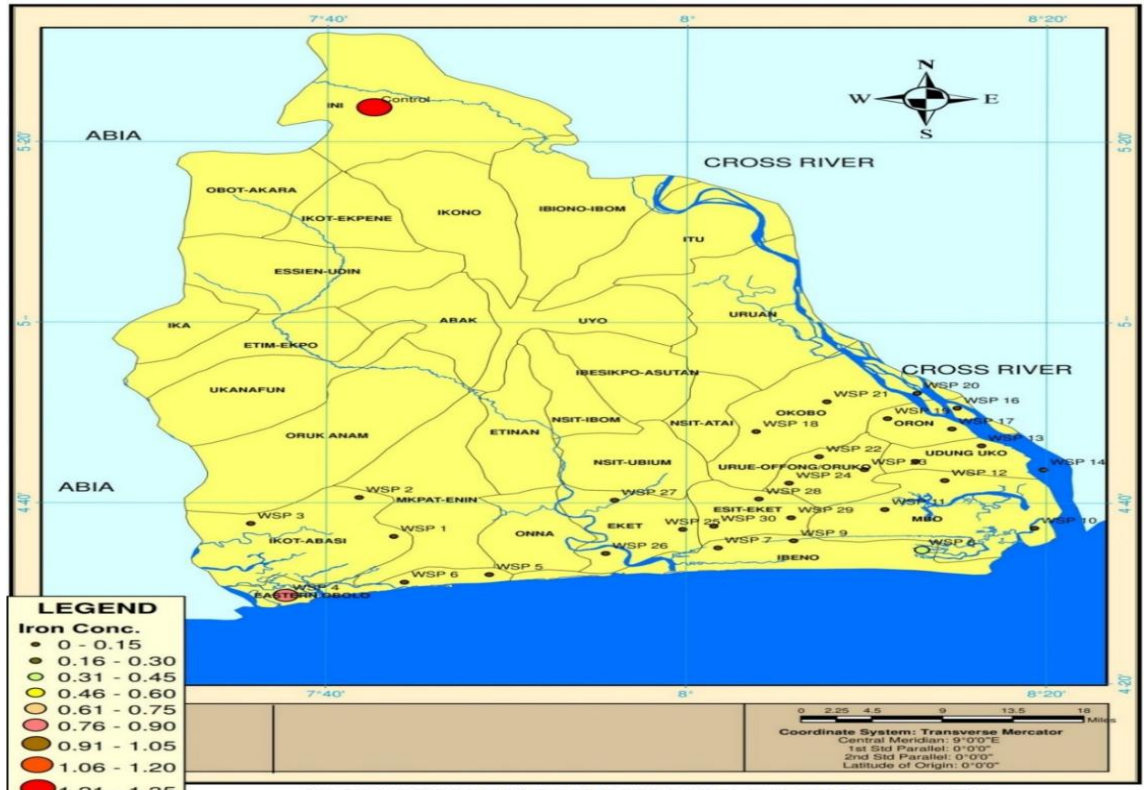 7°40'
8°
8°20'
N
W
E
S
Control
INI
5°20'
ABIA
5°20'
CROSS RIVER
OBOT-AKARA
IKOT-EKPENE
IKONO
IBIONO-IBOM
ITU
ESSIEN-UDIN
URUAN
IKA
ABAK
UYO
ETIM-EKPO
CROSS RIVER
IBESIKPO-ASUTAN
UKANAFUN
WSP 20
WSP 21
WSP 16
OKOBO
WSP 19
NSIT-IBOM
NSIT-ATAI
ORON
WSP 17
ORUK ANAM
ETINAN
WSP 18
WSP 13
UDUNG UKO
WSP 22
NSIT-UBIUM
URUE-OFFONG/ORUKO
WSP 14
WSP 24
WSP 12
ABIA
4°40'
4°40'
WSP 2
MKPAT-ENIN
WSP 27
WSP 28
WSP 11
ESIT-EKET
WSP 29
MBO
WSP 3
EKET
WSP 25
WSP 30
WSP 10
IKOT-ABASI
WSP 1
ONNA
WSP 7
WSP 9
WSP 26
IBENO
WSP 5
WSP 6
WSP 4
EASTERN OBOLO
LEGEND
Iron Conc.
0 - 0.15
0.16 - 0.30
0.31 - 0.45
0.46 - 0.60
0.61 - 0.75
0.76 - 0.90
0.91 - 1.05
1.06 - 1.20
4°20'
7°40'
8°
8°20'
0 2.25 4.5 9 13.5 18
Miles
Coordinate System: Transverse Mercator
Central Meridian: 9°0'0"E
1st Std Parallel: 0°0'0"
2nd Std Parallel: 0°0'0"
Latitude of Origin: 0°0'0"